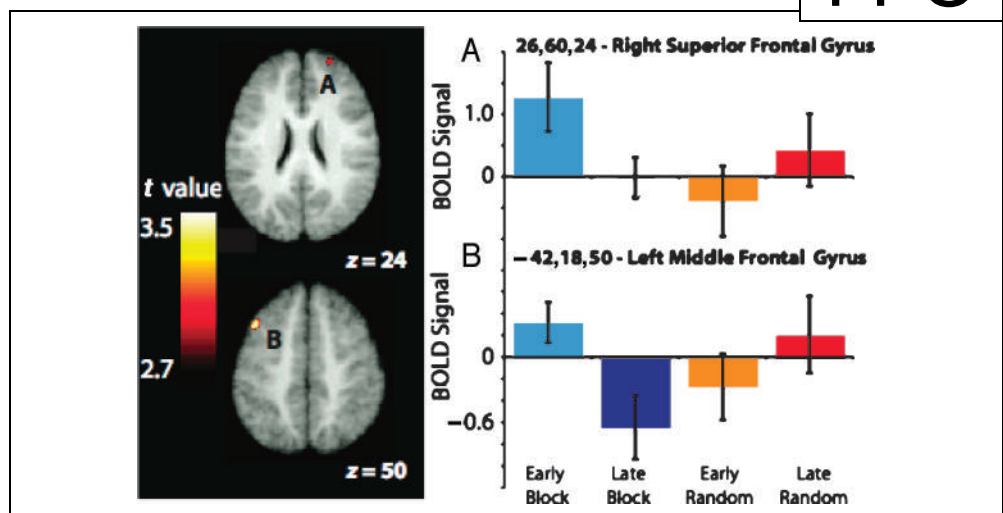 A
t value
3.5
z = 24
B
2.7
z = 50
A
26,60,24 - Right Superior Frontal Gyrus
BOLD Signal
1.0
0
B
−42,18,50 - Left Middle Frontal Gyrus
BOLD Signal
0
−0.6
Early Block
Late Block
Early Random
Late Random